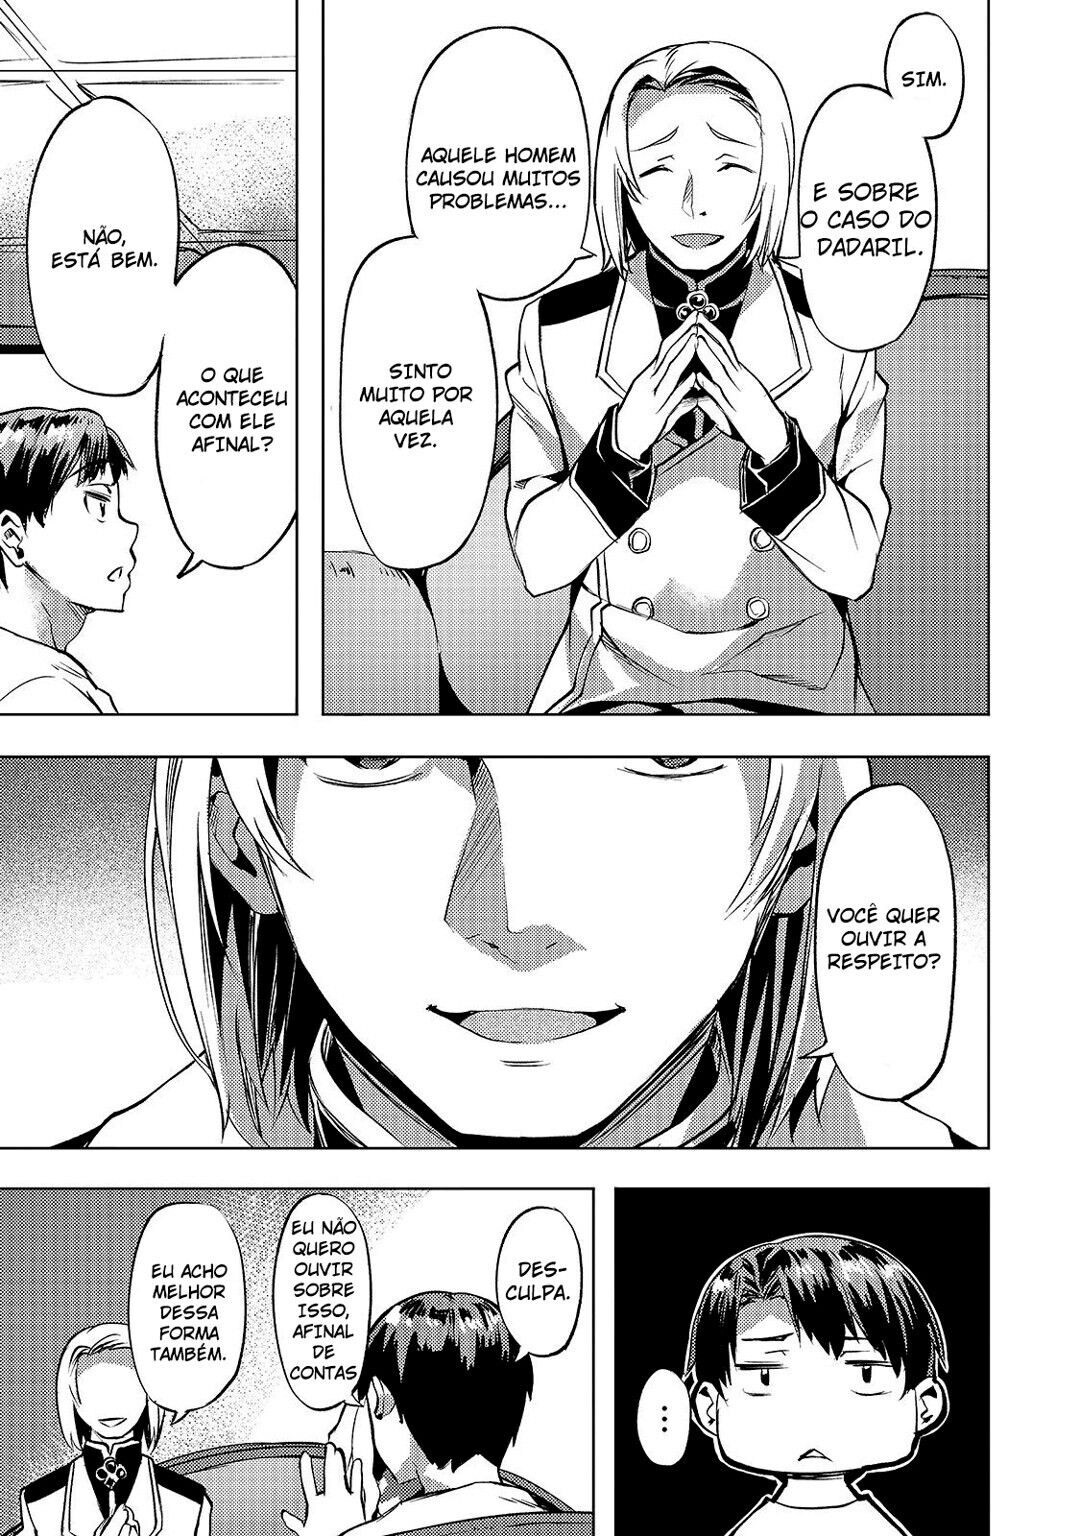 SIM.
E SOBRE
O CASO DO
DADARIL.
AQUELE HOMEM
CAUSOU MUITOS
PROBLEMAS...
SINTO
MUITO POR
AQUELA
VEZ.
NÃO,
ESTÁ BEM.
O QUE
ACONTECEU
COM ELE
AFINAL?
VOCÊ QUER
OUVIR A
RESPEITO?
...
DES-
CULPA.
EU NÃO
QUERO
OUVIR
SOBRE
ISSO,
AFINAL
DE
CONTAS
EU ACHO
MELHOR
DESSA
FORMA
TAMBÉM.